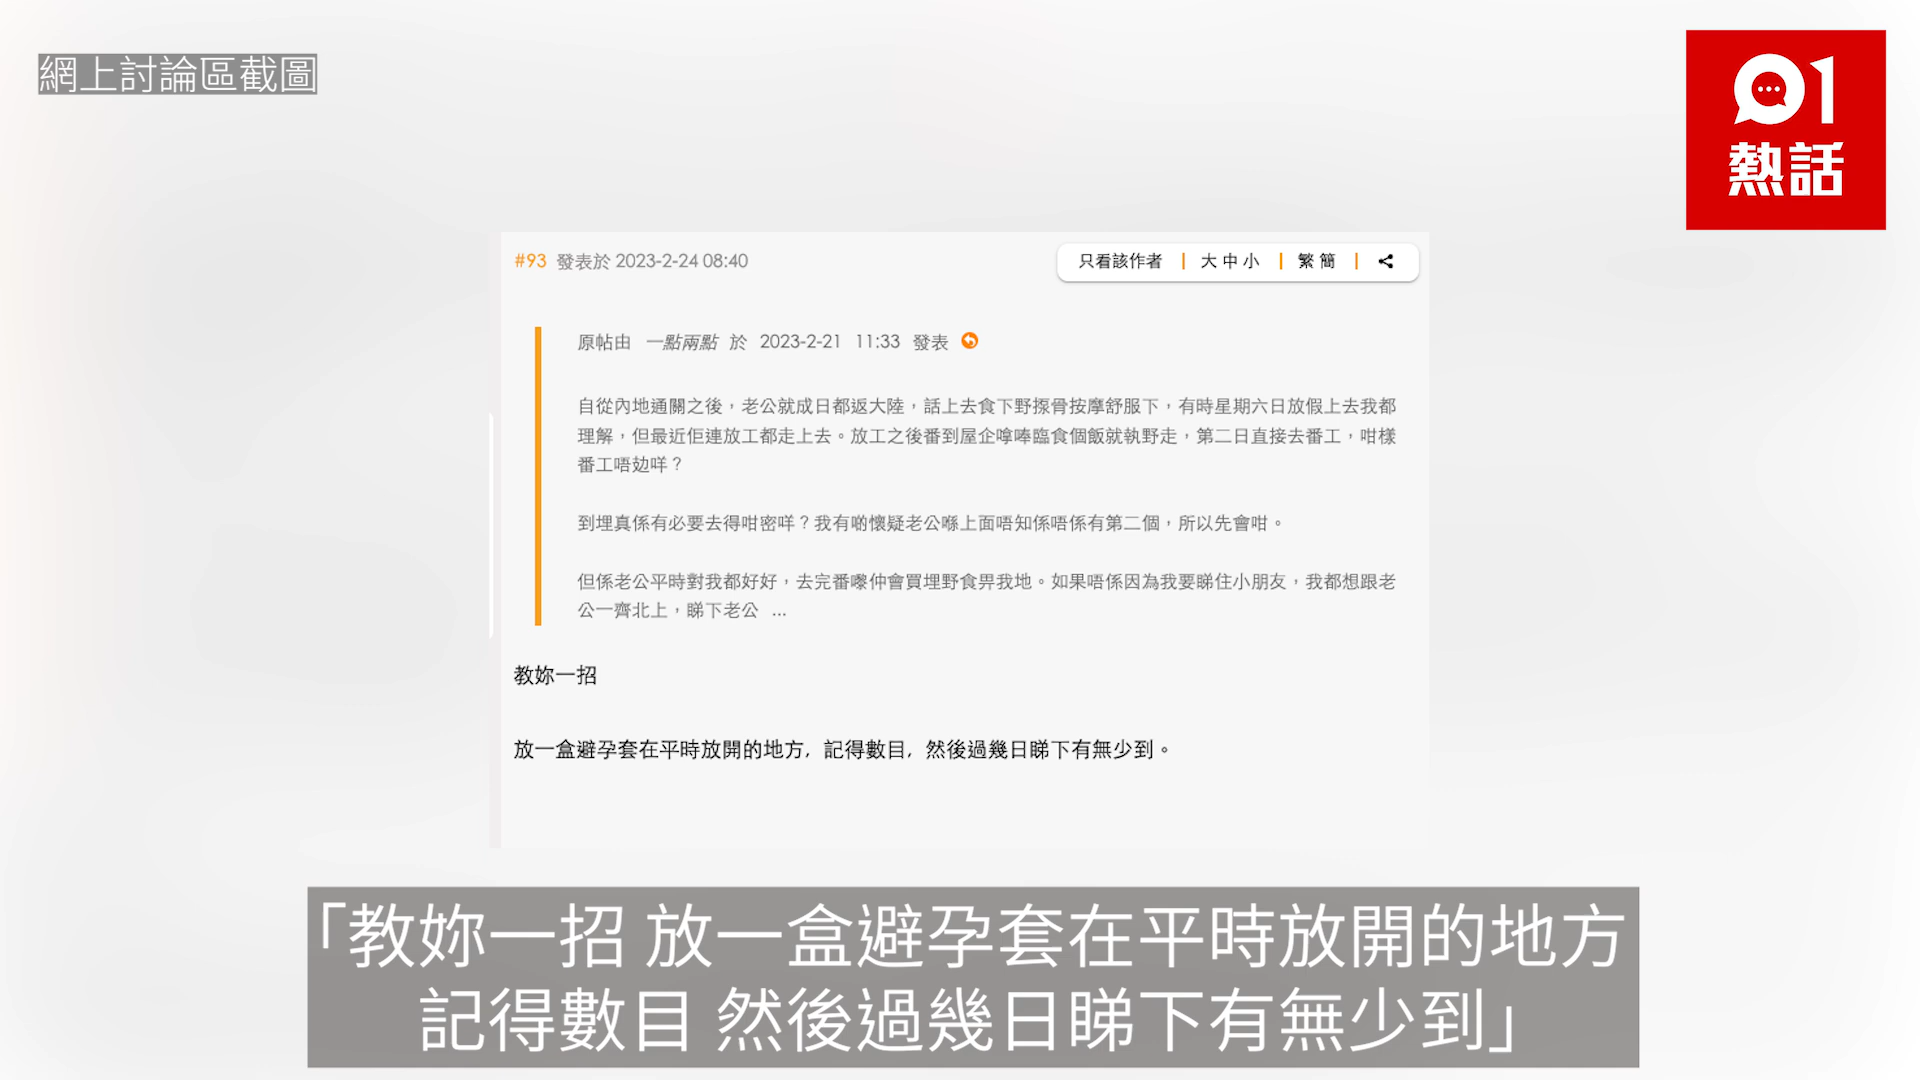 網上討論區截圖
01
熱話
#93 發表於 2023-2-24 08:40
只看該作者 | 大 中 小 | 繁 簡 |
原帖由 一點兩點 於 2023-2-21 11:33 發表
自從內地通關之後，老公就成日都返大陸，話上去食下野揼骨按摩舒服下，有時星期六日放假上去我都
理解，但最近佢連放工都走上去。放工之後番到屋企嗱嗱臨食個飯就執野走，第二日直接去番工，咁樣
番工唔攰咩？
到埋真係有必要去得咁密咩？我有啲懷疑老公喺上面唔知係唔係有第二個，所以先會咁。
但係老公平時對我都好好，去完番嚟仲會買埋野食畀我地。如果唔係因為我要睇住小朋友，我都想跟老
公一齊北上，睇下老公 ...
教妳一招
放一盒避孕套在平時放開的地方，記得數目，然後過幾日睇下有無少到。
「教妳一招 放一盒避孕套在平時放開的地方
記得數目 然後過幾日睇下有無少到」